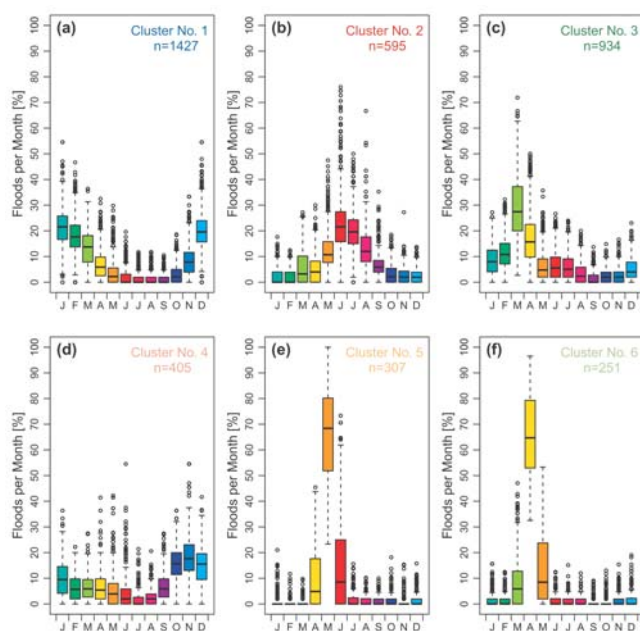 (a)
Cluster No. 1
n=1427
Floods per Month [%]
0 10 20 30 40 50 60 70 80 90 100
J F M A M J J A S O N D
(b)
Cluster No. 2
n=595
Floods per Month [%]
0 10 20 30 40 50 60 70 80 90 100
J F M A M J J A S O N D
(c)
Cluster No. 3
n=934
Floods per Month [%]
0 10 20 30 40 50 60 70 80 90 100
J F M A M J J A S O N D
(d)
Cluster No. 4
n=405
Floods per Month [%]
0 10 20 30 40 50 60 70 80 90 100
J F M A M J J A S O N D
(e)
Cluster No. 5
n=307
Floods per Month [%]
0 10 20 30 40 50 60 70 80 90 100
J F M A M J J A S O N D
(f)
Cluster No. 6
n=251
Floods per Month [%]
0 10 20 30 40 50 60 70 80 90 100
J F M A M J J A S O N D